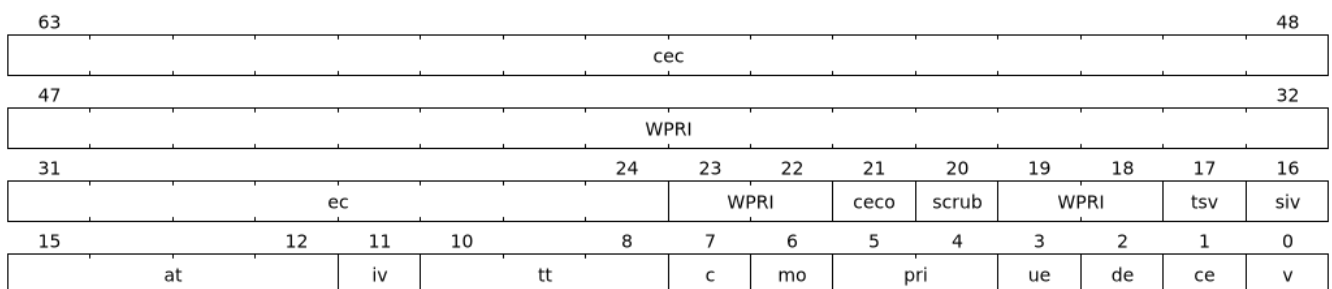 63 48
cec
47 32
WPRI
31 24 23 22 21 20 19 18 17 16
ec WPRI ceco scrub WPRI tsv siv
15 12 11 10 8 7 6 5 4 3 2 1 0
at iv tt c mo pri ue de ce v